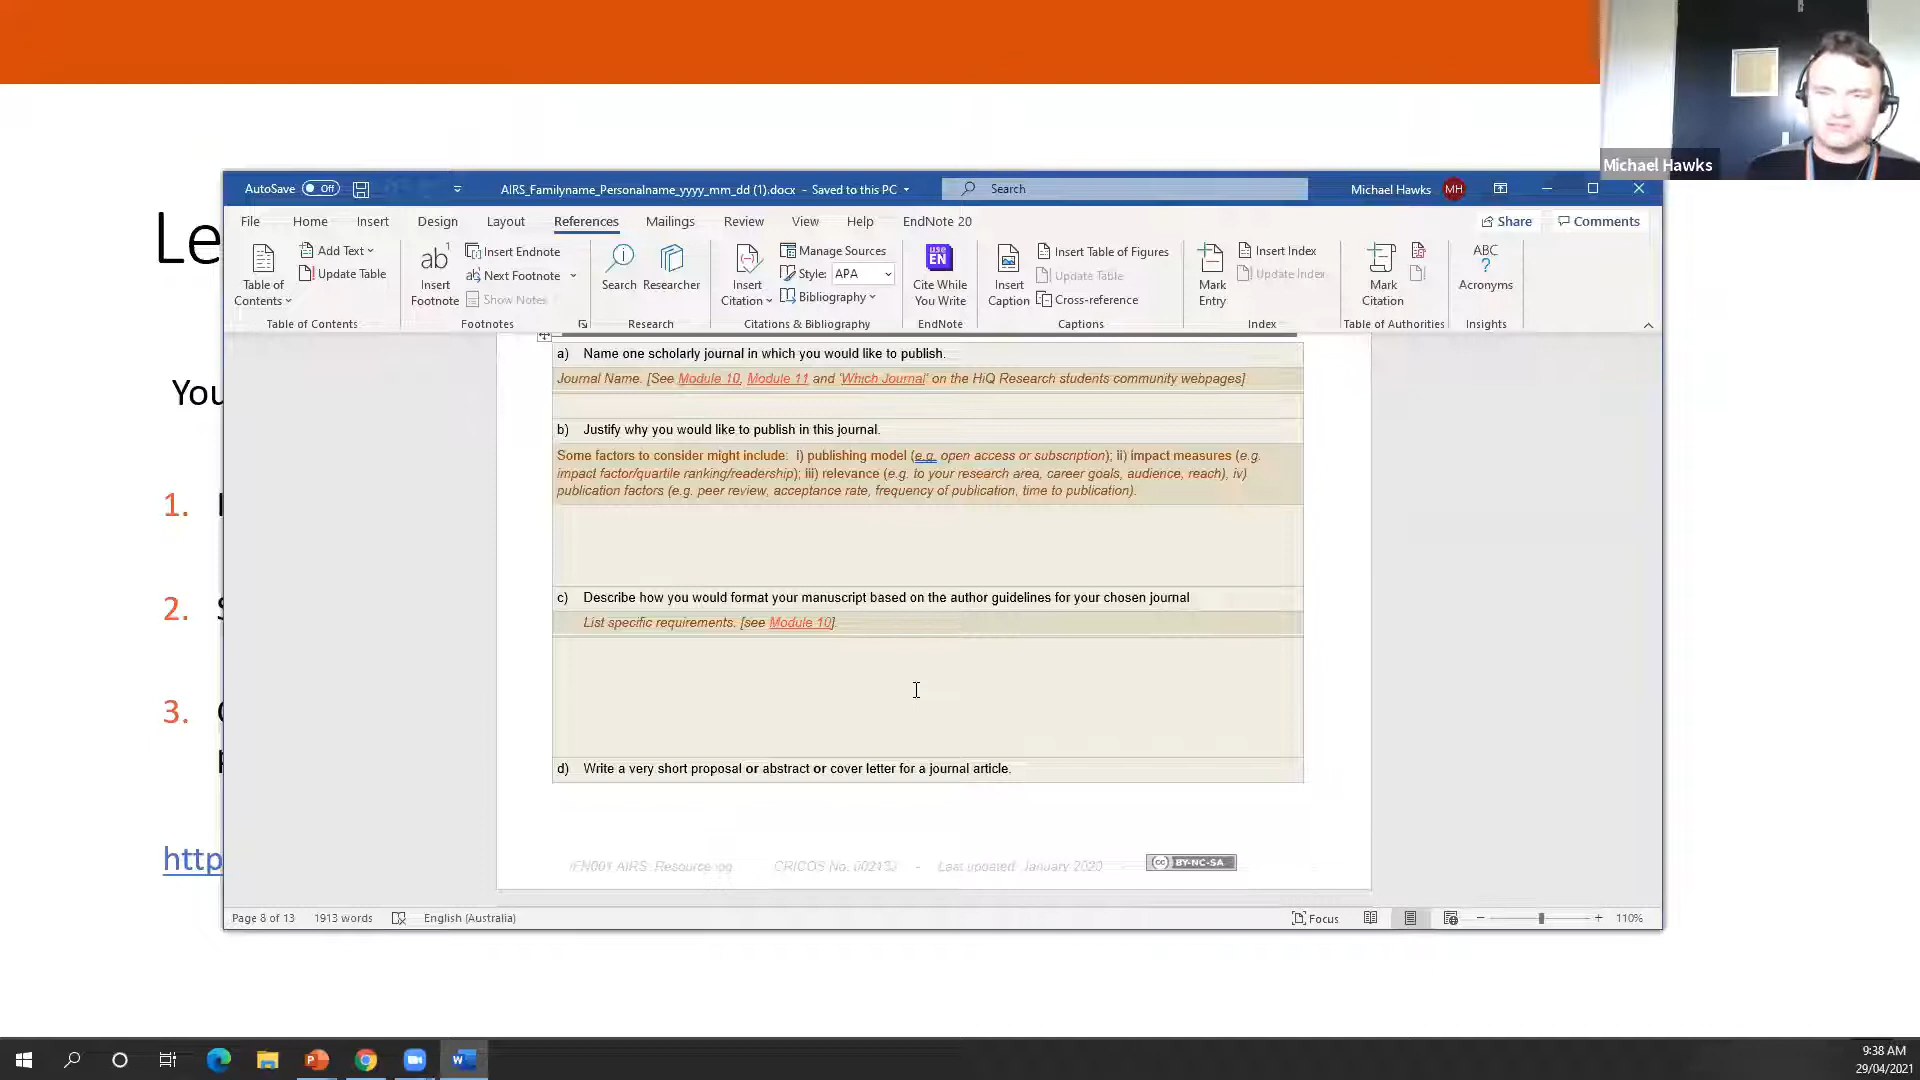 Michael Hawks
AutoSave Off
AIRS_Familyname_Personalname_yyyy_mm_dd (1).docx - Saved to this PC
Search
Michael Hawks MH
File Home Insert Design Layout References Mailings Review View Help EndNote 20
Share Comments
Le
Table of Contents
Add Text
Update Table
Table of Contents
ab1
Insert Footnote
Insert Endnote
Next Footnote
Show Notes
Footnotes
Search Researcher
Research
Insert Citation
Manage Sources
Style: APA
Bibliography
Citations & Bibliography
use EN
Cite While You Write
EndNote
Insert Caption
Insert Table of Figures
Update Table
Cross-reference
Captions
Mark Entry
Insert Index
Update Index
Index
Mark Citation
Table of Authorities
ABC ?
Acronyms
Insights
a) Name one scholarly journal in which you would like to publish.
Journal Name. [See Module 10, Module 11 and 'Which Journal' on the HiQ Research students community webpages]
You
b) Justify why you would like to publish in this journal.
Some factors to consider might include: i) publishing model (e.g. open access or subscription); ii) impact measures (e.g.
impact factor/quartile ranking/readership); iii) relevance (e.g. to your research area, career goals, audience, reach), iv)
publication factors (e.g. peer review, acceptance rate, frequency of publication, time to publication).
1.
c) Describe how you would format your manuscript based on the author guidelines for your chosen journal
2.
List specific requirements. [see Module 10].
3.
d) Write a very short proposal or abstract or cover letter for a journal article.
http
IFN001 AIRS Resource log CRICOS No. 00213J - Last updated: January 2020
cc BY-NC-SA
Page 8 of 13 1913 words English (Australia)
Focus 110%
9:38 AM
29/04/2021